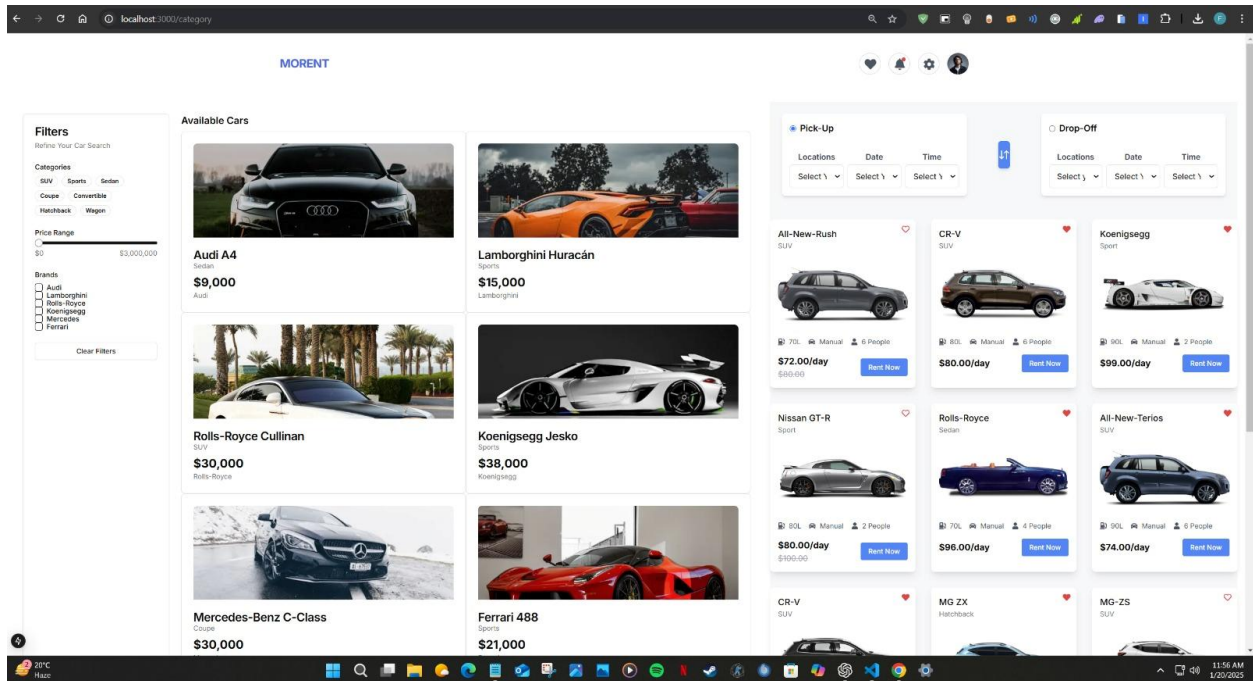 localhost:3000/category
MORENT
Filters
Refine Your Car Search
Categories
SUV Sports Sedan
Coupe Convertible
Hatchback Wagon
Price Range
$0 $3,000,000
Brands
Audi
Lamborghini
Rolls-Royce
Koenigsegg
Mercedes
Ferrari
Clear Filters
Available Cars
Audi A4
Sedan
$9,000
Audi
Lamborghini Huracán
Sports
$15,000
Lamborghini
Rolls-Royce Cullinan
SUV
$30,000
Rolls-Royce
Koenigsegg Jesko
Sports
$38,000
Koenigsegg
Mercedes-Benz C-Class
Coupe
$30,000
Ferrari 488
Sports
$21,000
Pick-Up
Locations Date Time
Select Select Select
Drop-Off
Locations Date Time
Select Select Select
All-New-Rush
SUV
70L Manual 6 People
$72.00/day
$80.00
Rent Now
CR-V
SUV
80L Manual 6 People
$80.00/day
Rent Now
Koenigsegg
Sport
90L Manual 2 People
$99.00/day
Rent Now
Nissan GT-R
Sport
80L Manual 2 People
$80.00/day
$100.00
Rent Now
Rolls-Royce
Sedan
70L Manual 4 People
$96.00/day
Rent Now
All-New-Terios
SUV
90L Manual 6 People
$74.00/day
Rent Now
CR-V
SUV
MG ZX
Hatchback
MG-ZS
SUV
2
20°C
Haze
11:56 AM
1/20/2025